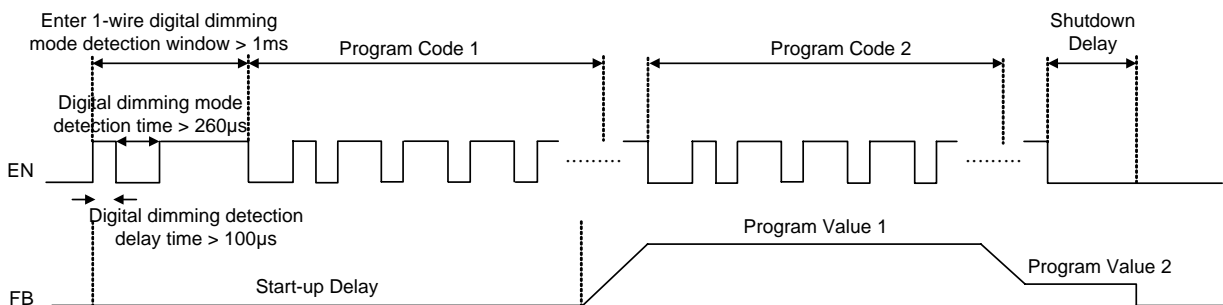 Enter 1-wire digital dimming
mode detection window > 1ms
Program Code 1
Program Code 2
Shutdown
Delay
Digital dimming mode
detection time > 260µs
EN
.........
.........
Digital dimming detection
delay time > 100µs
Program Value 1
Start-up Delay
Program Value 2
FB